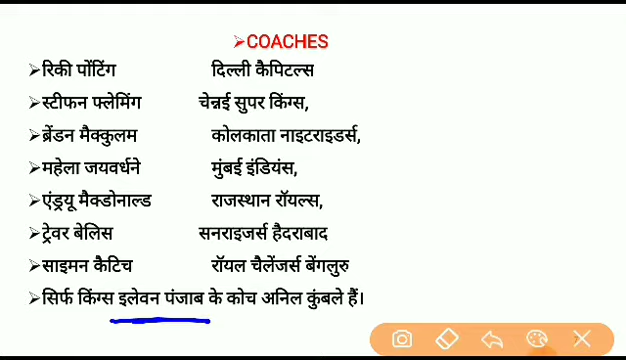 ➢COACHES
➢रिकी पोंटिंग दिल्ली कैपिटल्स
➢स्टीफन फ्लेमिंग चेन्नई सुपर किंग्स,
➢ब्रेंडन मैक्कुलम कोलकाता नाइटराइडर्स,
➢महेला जयवर्धने मुंबई इंडियंस,
➢एंड्रयू मैक्डोनाल्ड राजस्थान रॉयल्स,
➢ट्रेवर बेलिस सनराइजर्स हैदराबाद
➢साइमन कैटिच रॉयल चैलेंजर्स बेंगलुरु
➢सिर्फ किंग्स इलेवन पंजाब के कोच अनिल कुंबले हैं।